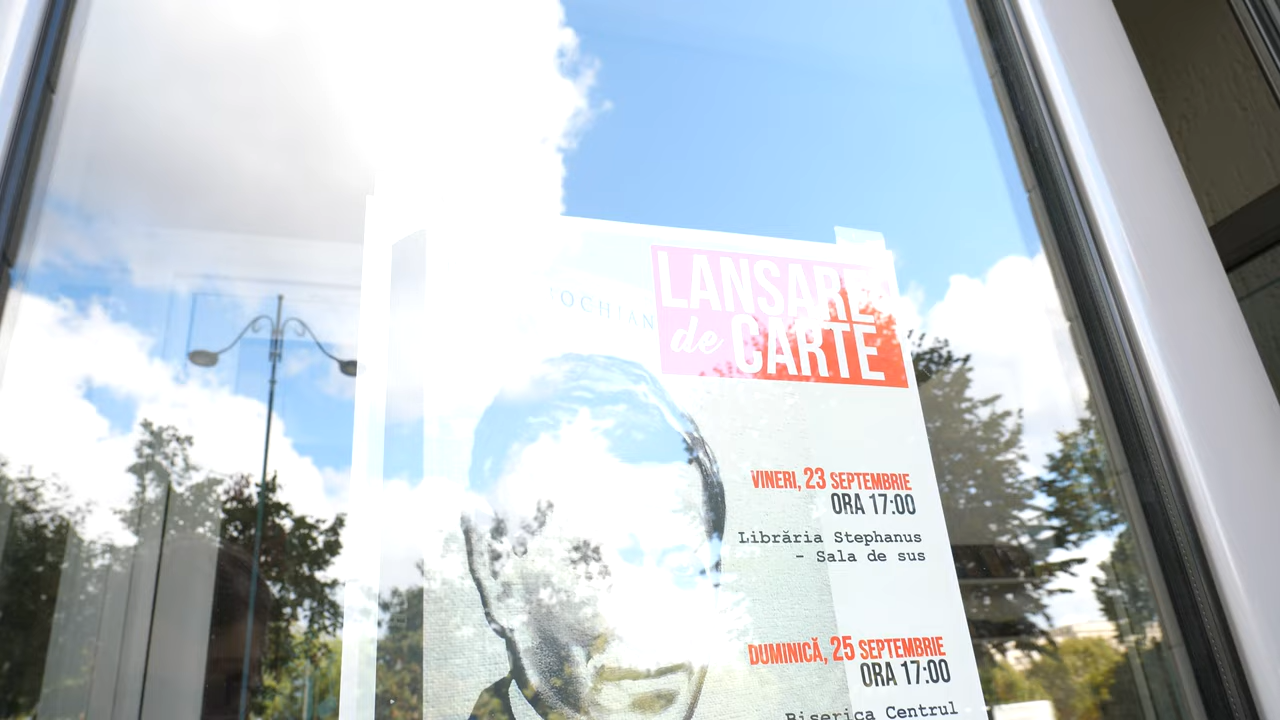 LANSARE
de CARTE
VINERI, 23 SEPTEMBRIE
ORA 17:00
Librăria Stephanus
- Sala de sus
DUMINICĂ, 25 SEPTEMBRIE
ORA 17:00
Biserica Centrul